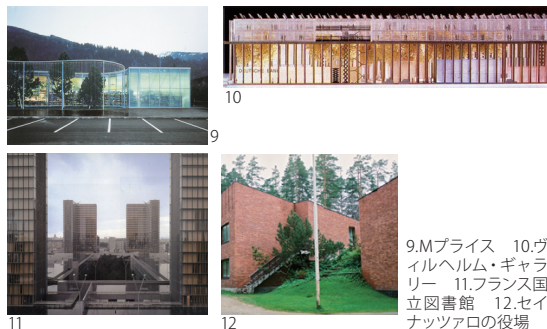 9
DEUTSCHE BANK
10
11
12
9.Mプライス　10.ヴ
ィルヘルム・ギャラ
リー　11.フランス国
立図書館　12.セイ
ナッツァロの役場